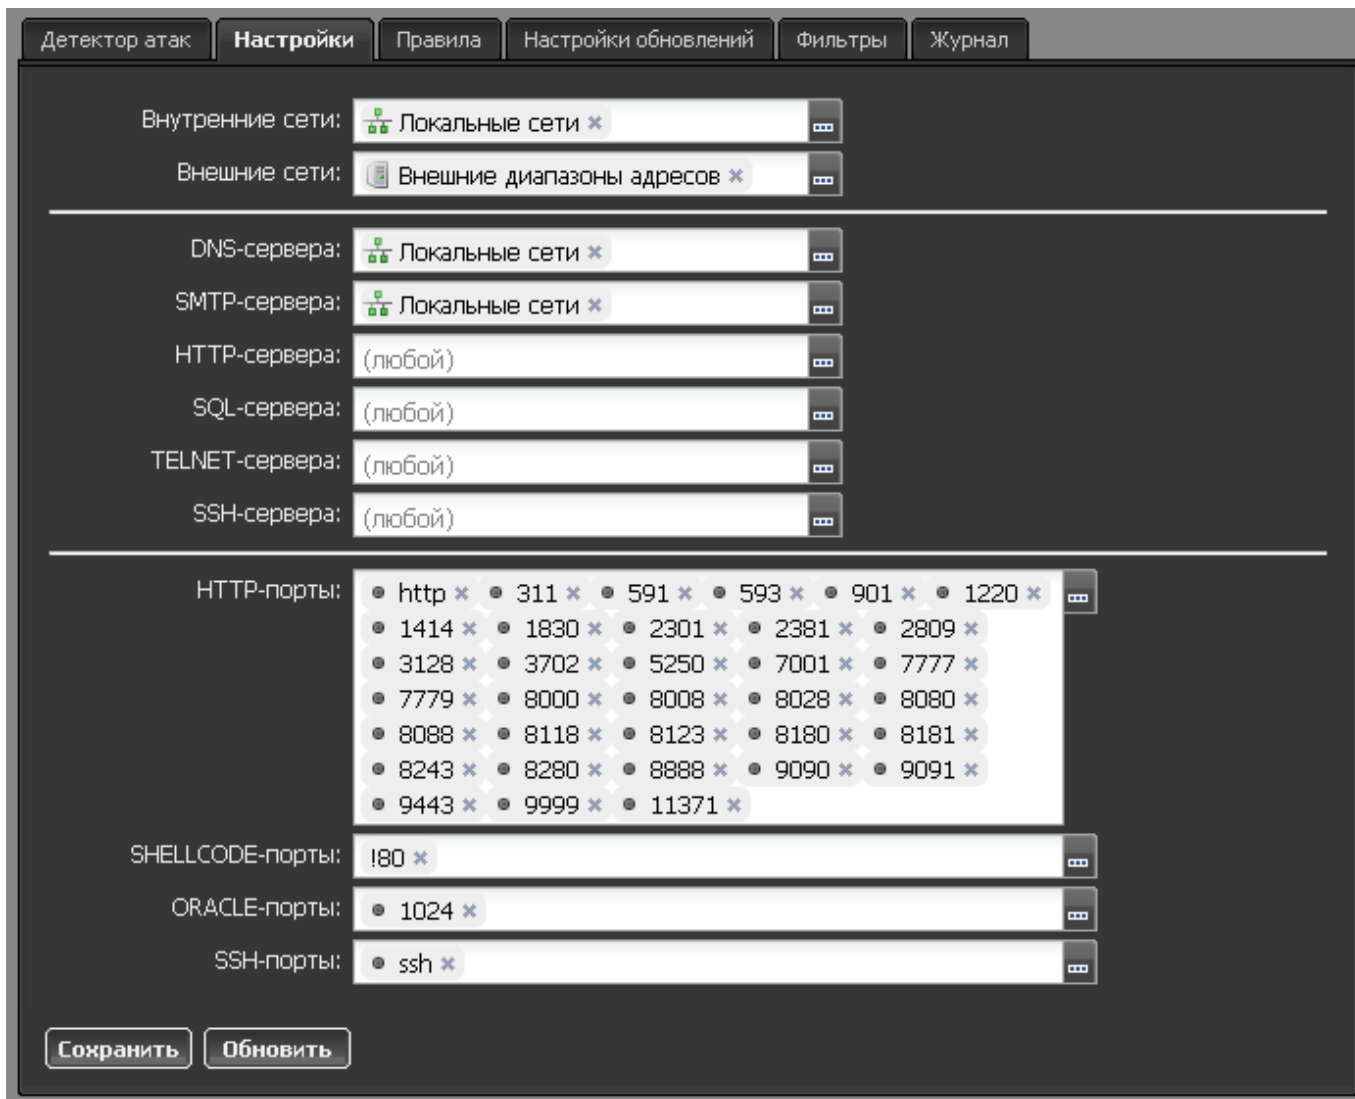 Детектор атак Настройки Правила Настройки обновлений Фильтры Журнал
Внутренние сети: Локальные сети
Внешние сети: Внешние диапазоны адресов
DNS-сервера: Локальные сети
SMTP-сервера: Локальные сети
HTTP-сервера: (любой)
SQL-сервера: (любой)
TELNET-сервера: (любой)
SSH-сервера: (любой)
HTTP-порты: http 311 591 593 901 1220
1414 1830 2301 2381 2809
3128 3702 5250 7001 7777
7779 8000 8008 8028 8080
8088 8118 8123 8180 8181
8243 8280 8888 9090 9091
9443 9999 11371
SHELLCODE-порты: !80
ORACLE-порты: 1024
SSH-порты: ssh
Сохранить Обновить